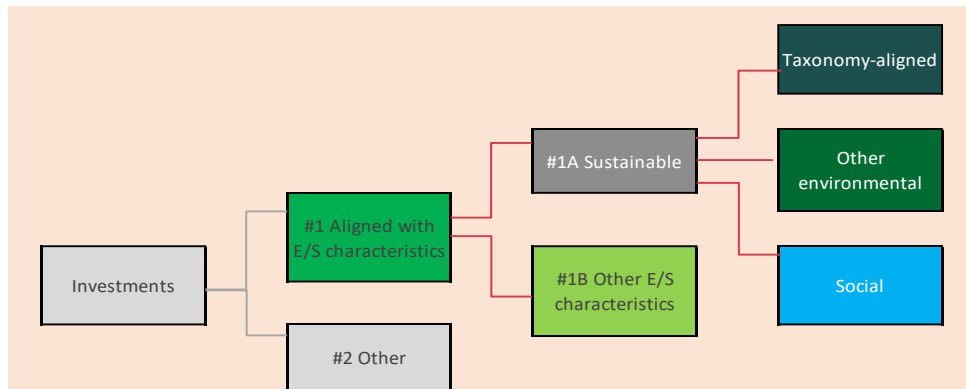 Investments
#1 Aligned with
E/S characteristics
#2 Other
#1A Sustainable
#1B Other E/S
characteristics
Taxonomy-aligned
Other
environmental
Social